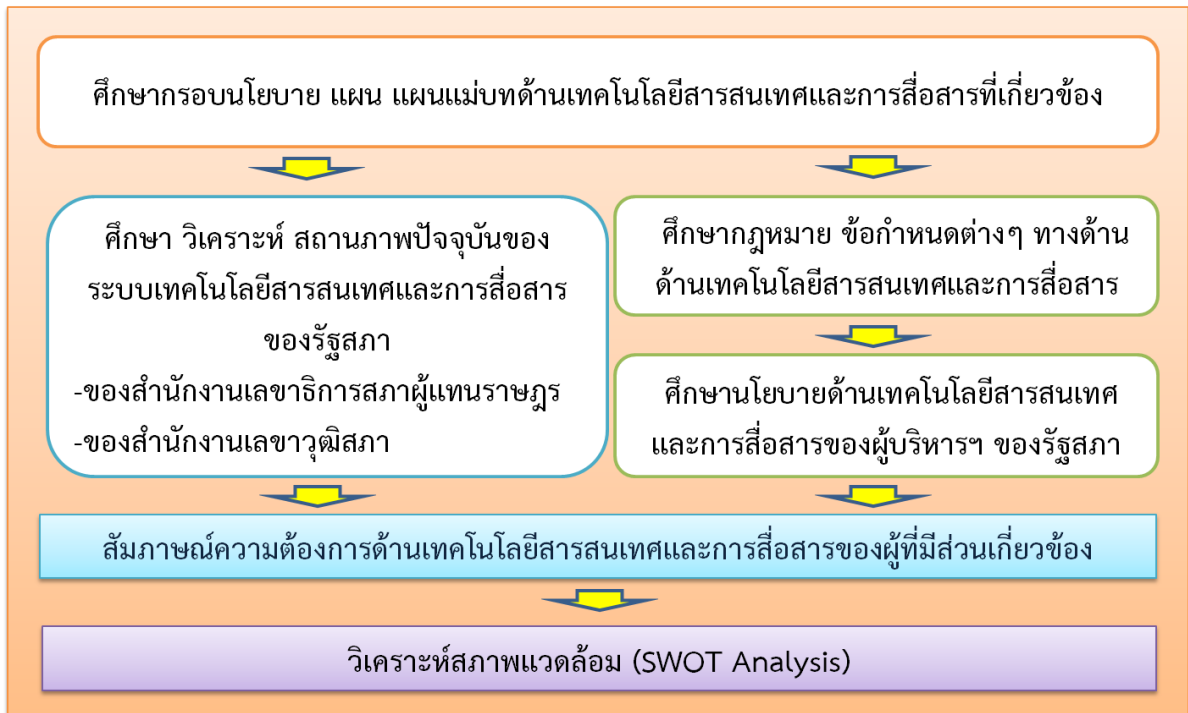 ศึกษากรอบนโยบาย แผน แผนแม่บทด้านเทคโนโลยีสารสนเทศและการสื่อสารที่เกี่ยวข้อง
ศึกษา วิเคราะห์ สถานภาพปัจจุบันของ
ระบบเทคโนโลยีสารสนเทศและการสื่อสาร
ของรัฐสภา
-ของสำนักงานเลขาธิการสภาผู้แทนราษฎร
-ของสำนักงานเลขาวุฒิสภา
ศึกษากฎหมาย ข้อกำหนดต่างๆ ทางด้าน
ด้านเทคโนโลยีสารสนเทศและการสื่อสาร
ศึกษานโยบายด้านเทคโนโลยีสารสนเทศ
และการสื่อสารของผู้บริหารฯ ของรัฐสภา
สัมภาษณ์ความต้องการด้านเทคโนโลยีสารสนเทศและการสื่อสารของผู้ที่มีส่วนเกี่ยวข้อง
วิเคราะห์สภาพแวดล้อม (SWOT Analysis)